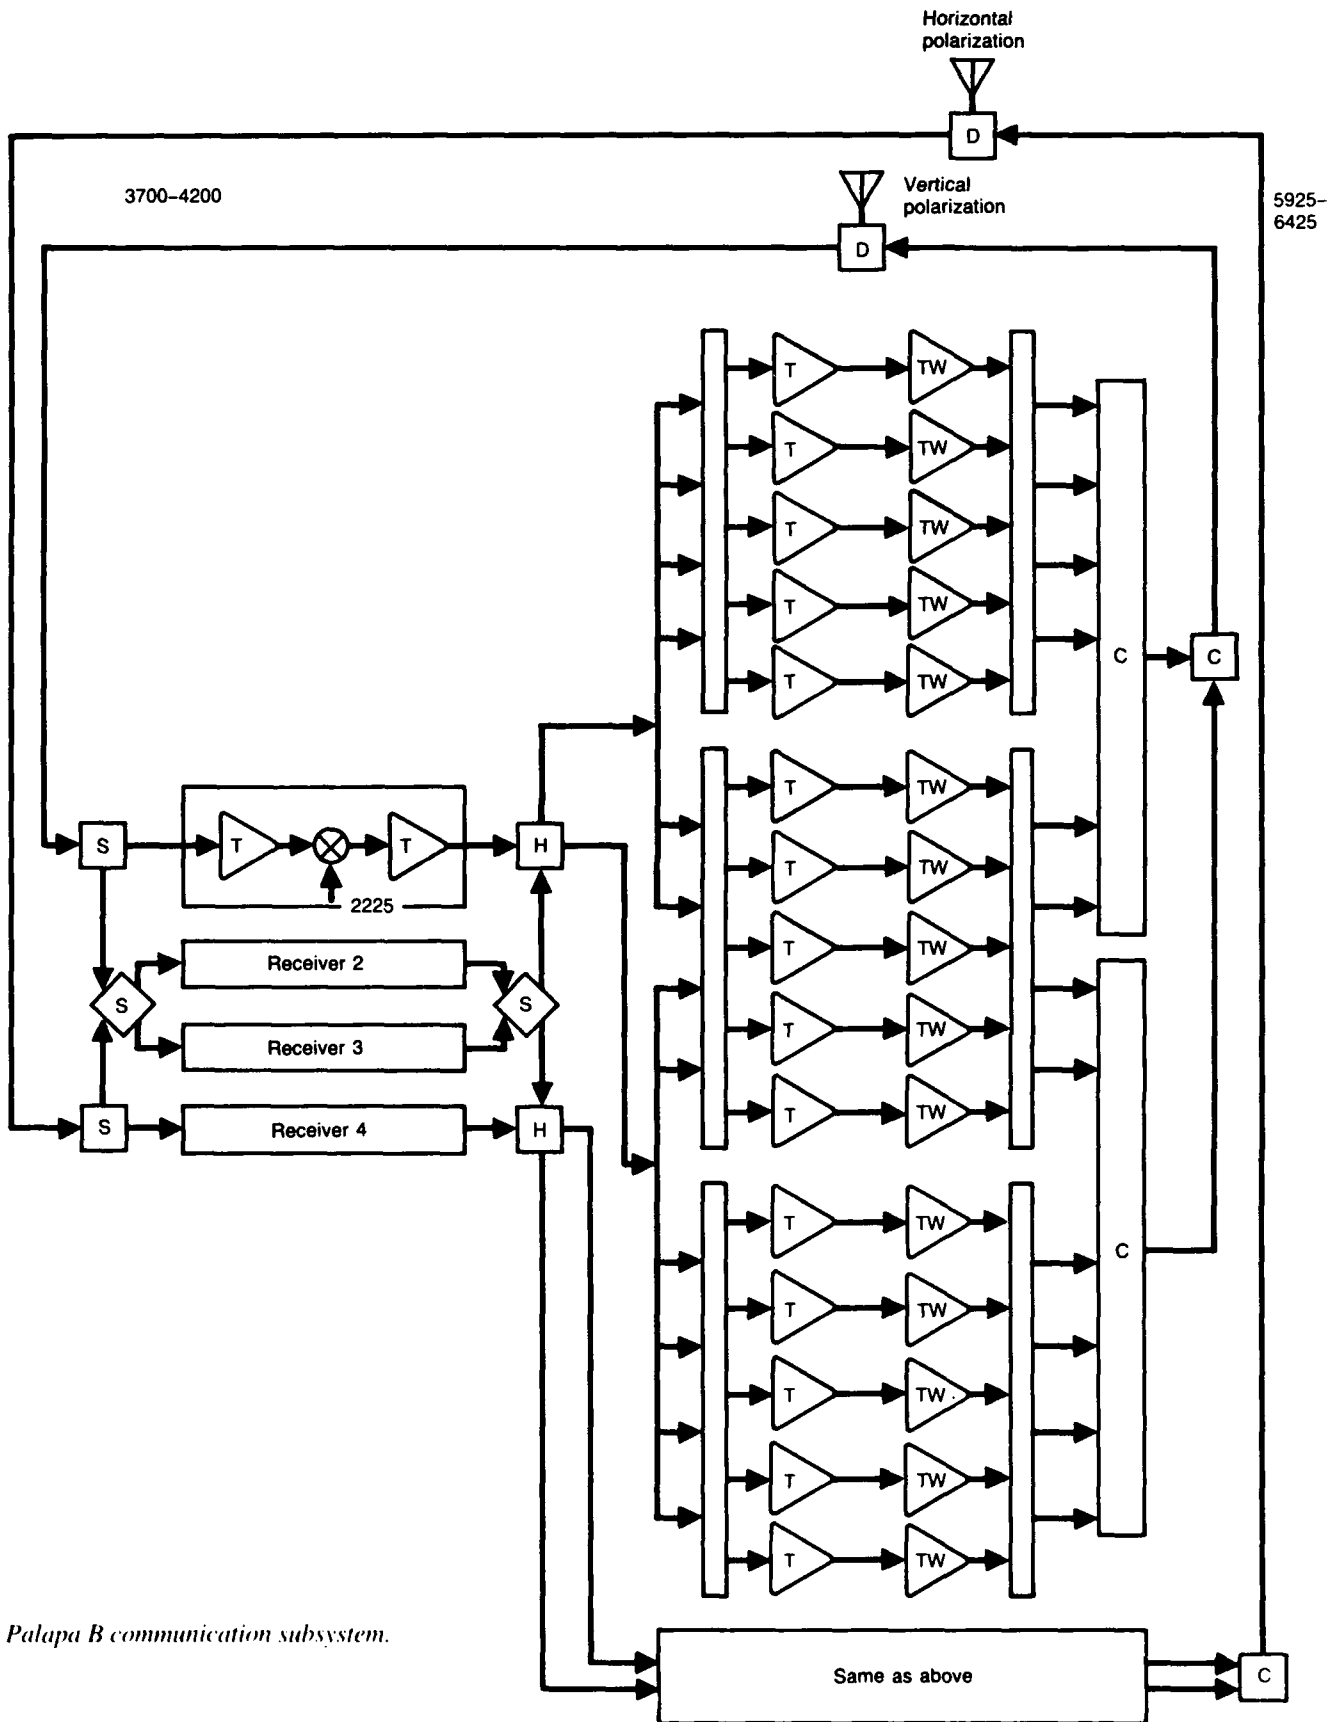 Horizontal
polarization
D
3700-4200
Vertical
polarization
5925-
6425
D
T TW
T TW
T TW
T TW
C C
T TW
T TW
S T T H
T TW
2225
Receiver 2
T TW
S S
T TW
Receiver 3
T TW
S Receiver 4 H
T TW
C
T TW
T TW
T TW
T TW
Palapa B communication subsystem.
Same as above
C